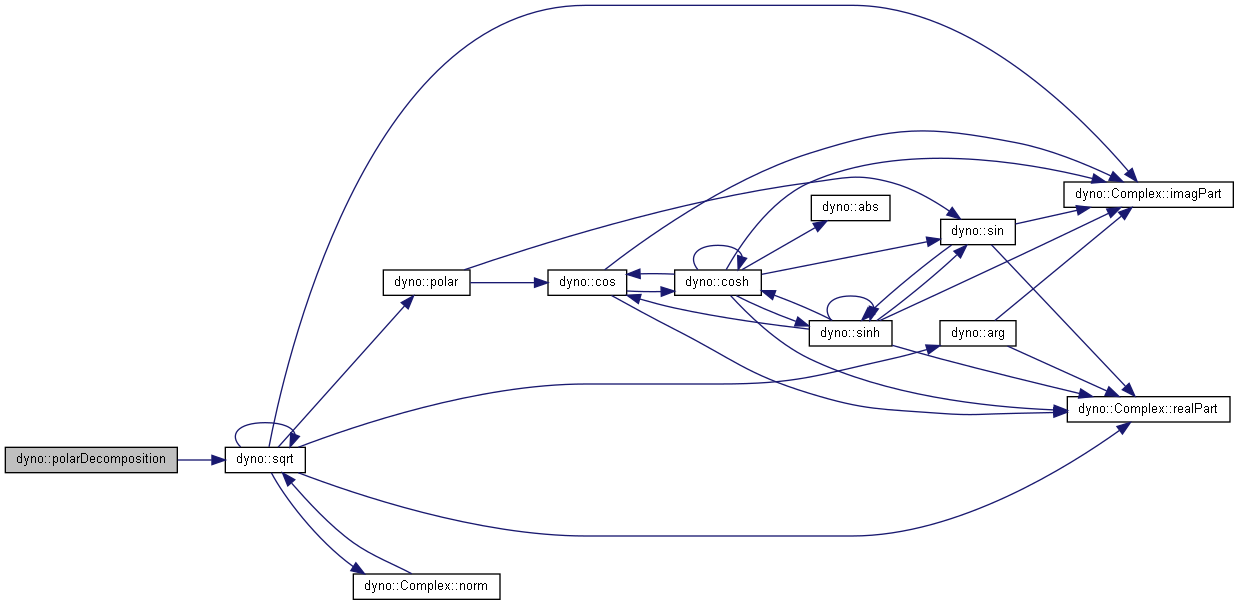 dyno::polarDecomposition
dyno::sqrt
dyno::polar
dyno::Complex::norm
dyno::cos
dyno::cosh
dyno::abs
dyno::sinh
dyno::sin
dyno::arg
dyno::Complex::imagPart
dyno::Complex::realPart